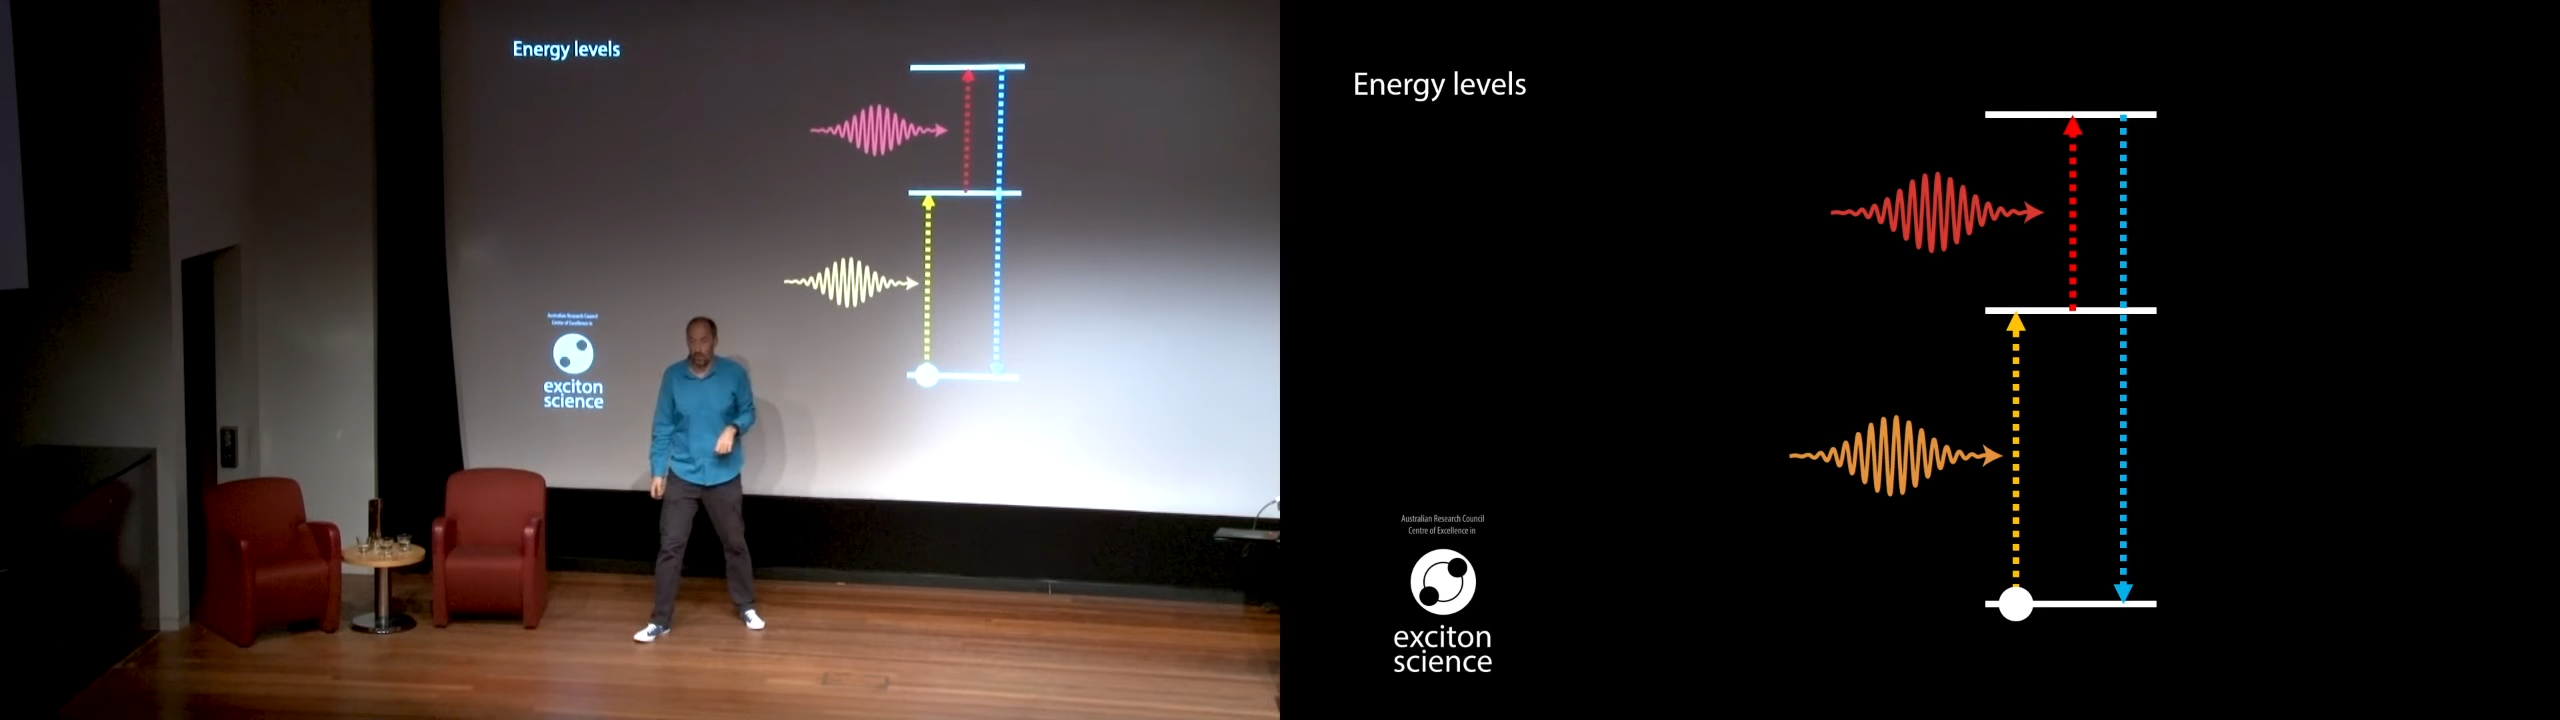 Energy levels
Australian Research Council
Centre of Excellence in
exciton
science
Energy levels
Australian Research Council
Centre of Excellence in
exciton
science